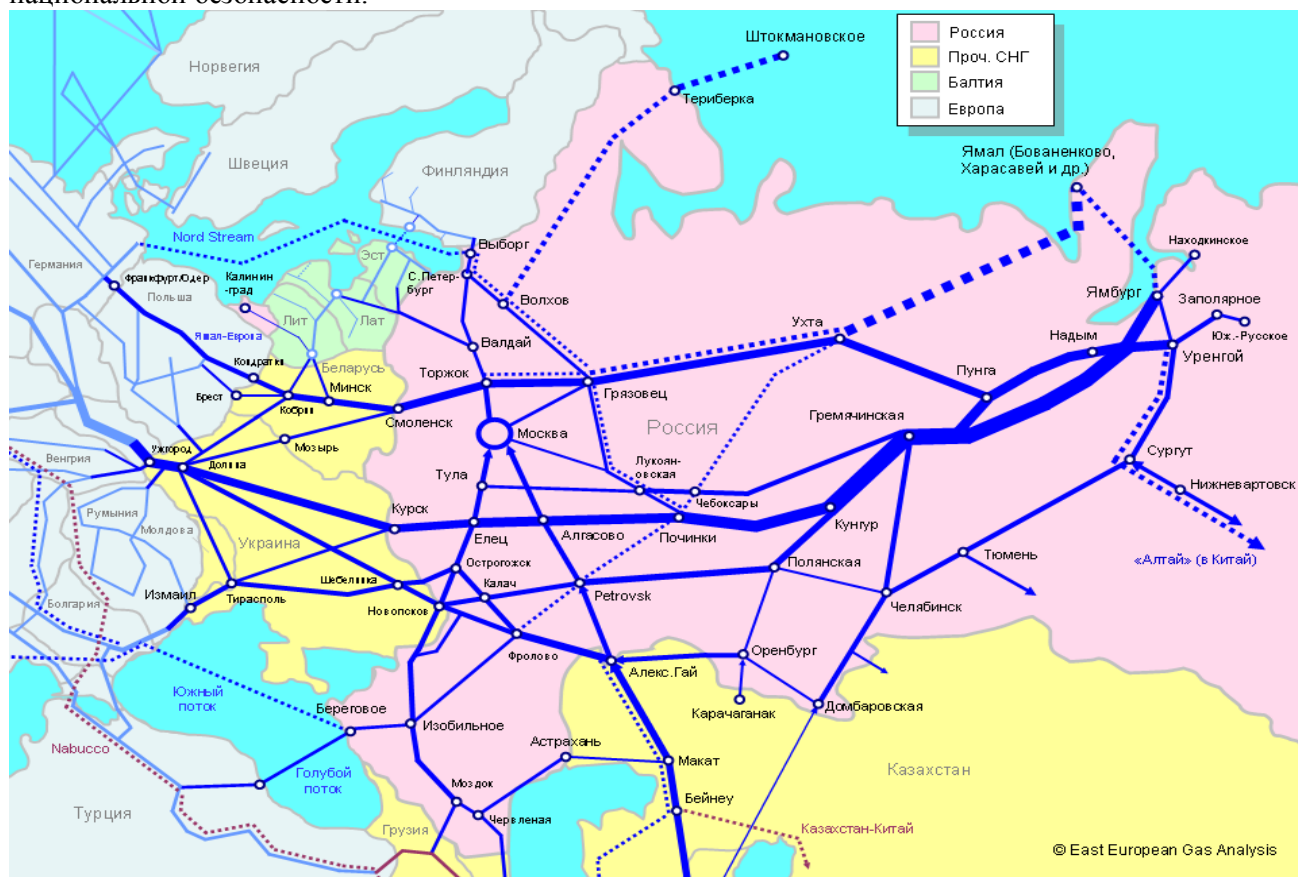 национальной безопасности.
Штокмановское
Териберка
Россия
Проч. СНГ
Балтия
Европа
Норвегия
Швеция
Финляндия
Ямал (Бованенково,
Харасавей и др.)
Находкинское
Ямбург
Заполярное
Юж.-Русское
Уренгой
Надым
Пунга
Ухта
Nord Stream
Выборг
С.Петер-
бург
Волхов
Эст
Лат
Лит
Калинин
-град
Германия
Франкфурт/Одер
Польша
Ямал-Европа
Валдай
Торжок
Грязовец
Беларусь
Кондратки
Минск
Брест
Кобрин
Смоленск
Москва
Россия
Гремячинская
Мозырь
Ужгород
Долина
Венгрия
Румыния
Молдова
Украина
Болгария
Тула
Лукоян-
овская
Чебоксары
Сургут
Нижневартовск
«Алтай» (в Китай)
Курск
Елец
Алгасово
Починки
Кунгур
Тюмень
Острогожск
Калач
Petrovsk
Полянская
Челябинск
Измаил
Тирасполь
Шебелинка
Новопсков
Фролово
Алекс.Гай
Оренбург
Карачаганак
Домбаровская
Южный
поток
Береговое
Изобильное
Астрахань
Макат
Казахстан
Nabucco
Голубой
поток
Моздок
Червленая
Бейнеу
Турция
Грузия
Казахстан-Китай
© East European Gas Analysis